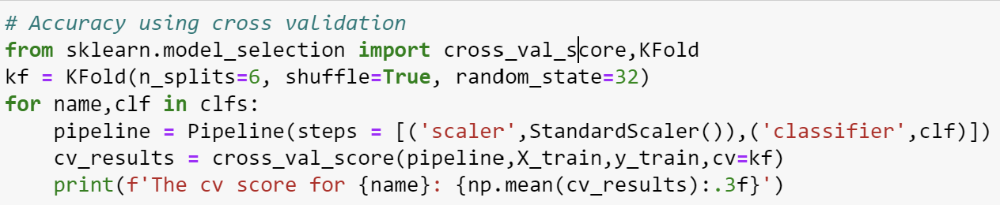 # Accuracy using cross validation
from sklearn.model_selection import cross_val_score,KFold
kf = KFold(n_splits=6, shuffle=True, random_state=32)
for name,clf in clfs:
    pipeline = Pipeline(steps = [('scaler',StandardScaler()),('classifier',clf)])
    cv_results = cross_val_score(pipeline,X_train,y_train,cv=kf)
    print(f'The cv score for {name}: {np.mean(cv_results):.3f}')